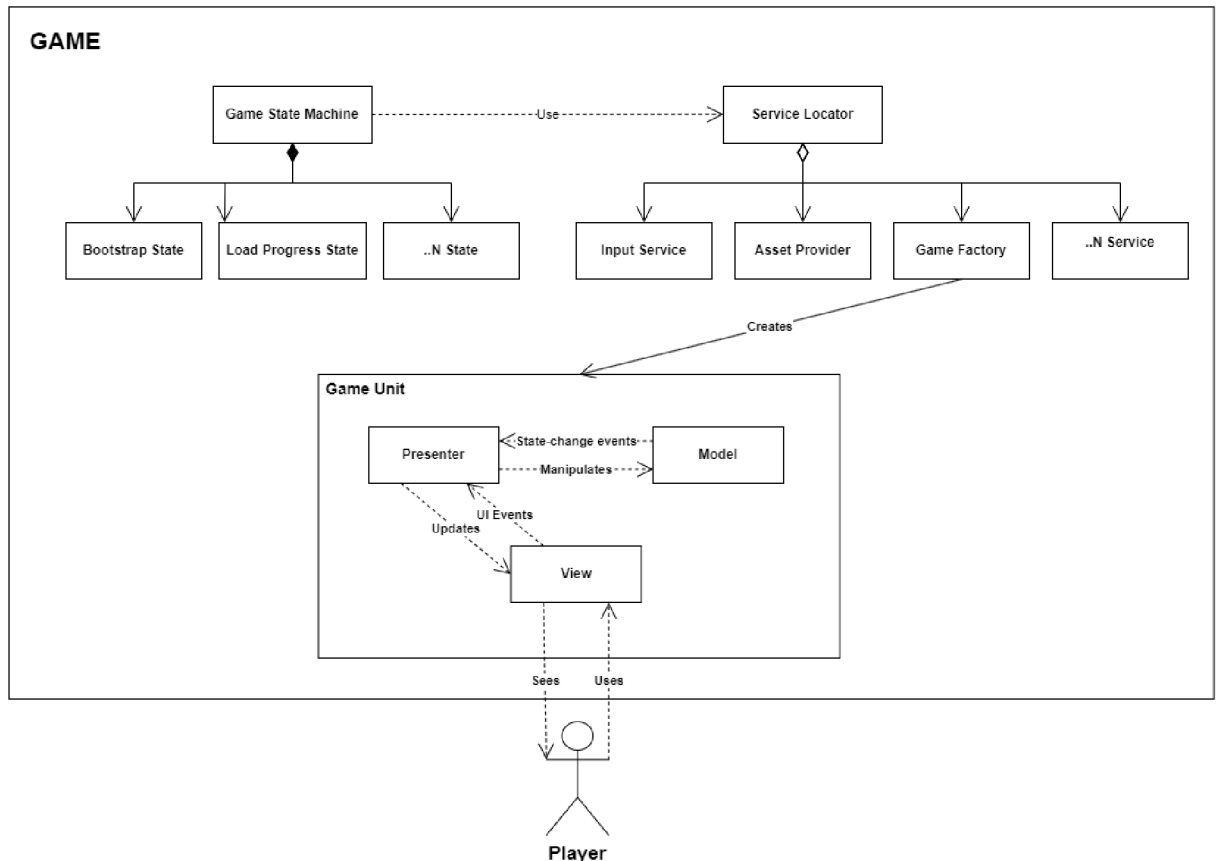 GAME
Game State Machine
Use
Service Locator
Bootstrap State
Load Progress State
..N State
Input Service
Asset Provider
Game Factory
..N Service
Creates
Game Unit
Presenter
State-change events
Manipulates
Model
UI Events
Updates
View
Sees
Uses
Player